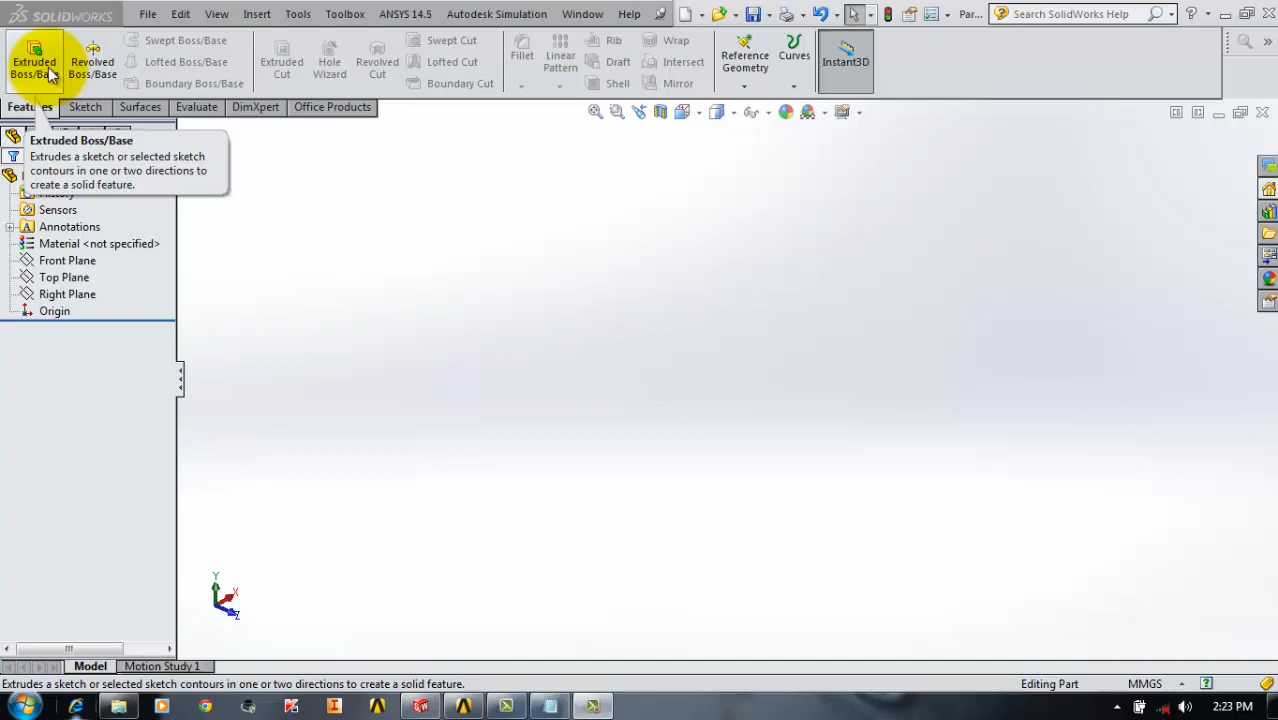 SOLIDWORKS File Edit View Insert Tools Toolbox ANSYS 14.5 Autodesk Simulation Window Help Par... Search SolidWorks Help
Extruded Boss/Base
Revolved Boss/Base
Swept Boss/Base
Lofted Boss/Base
Boundary Boss/Base
Extruded Cut
Hole Wizard
Revolved Cut
Swept Cut
Lofted Cut
Boundary Cut
Fillet
Linear Pattern
Rib
Draft
Shell
Wrap
Intersect
Mirror
Reference Geometry
Curves
Instant3D
Features Sketch Surfaces Evaluate DimXpert Office Products
Extruded Boss/Base
Extrudes a sketch or selected sketch
contours in one or two directions to
create a solid feature.
History
Sensors
Annotations
Material <not specified>
Front Plane
Top Plane
Right Plane
Origin
Y
X
Z
Model Motion Study 1
Extrudes a sketch or selected sketch contours in one or two directions to create a solid feature. Editing Part MMGS
2:23 PM